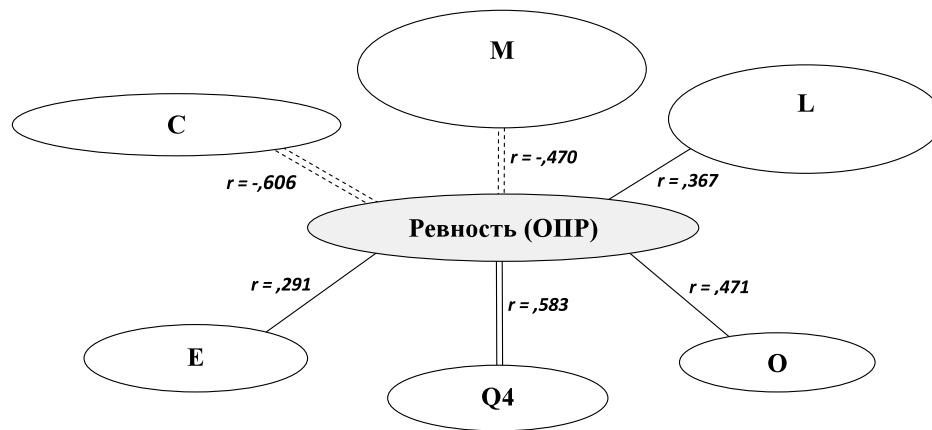 M
L
C
r = -,470
r = ,367
r = -,606
Ревность (ОПР)
r = ,291
r = ,471
r = ,583
E
O
Q4